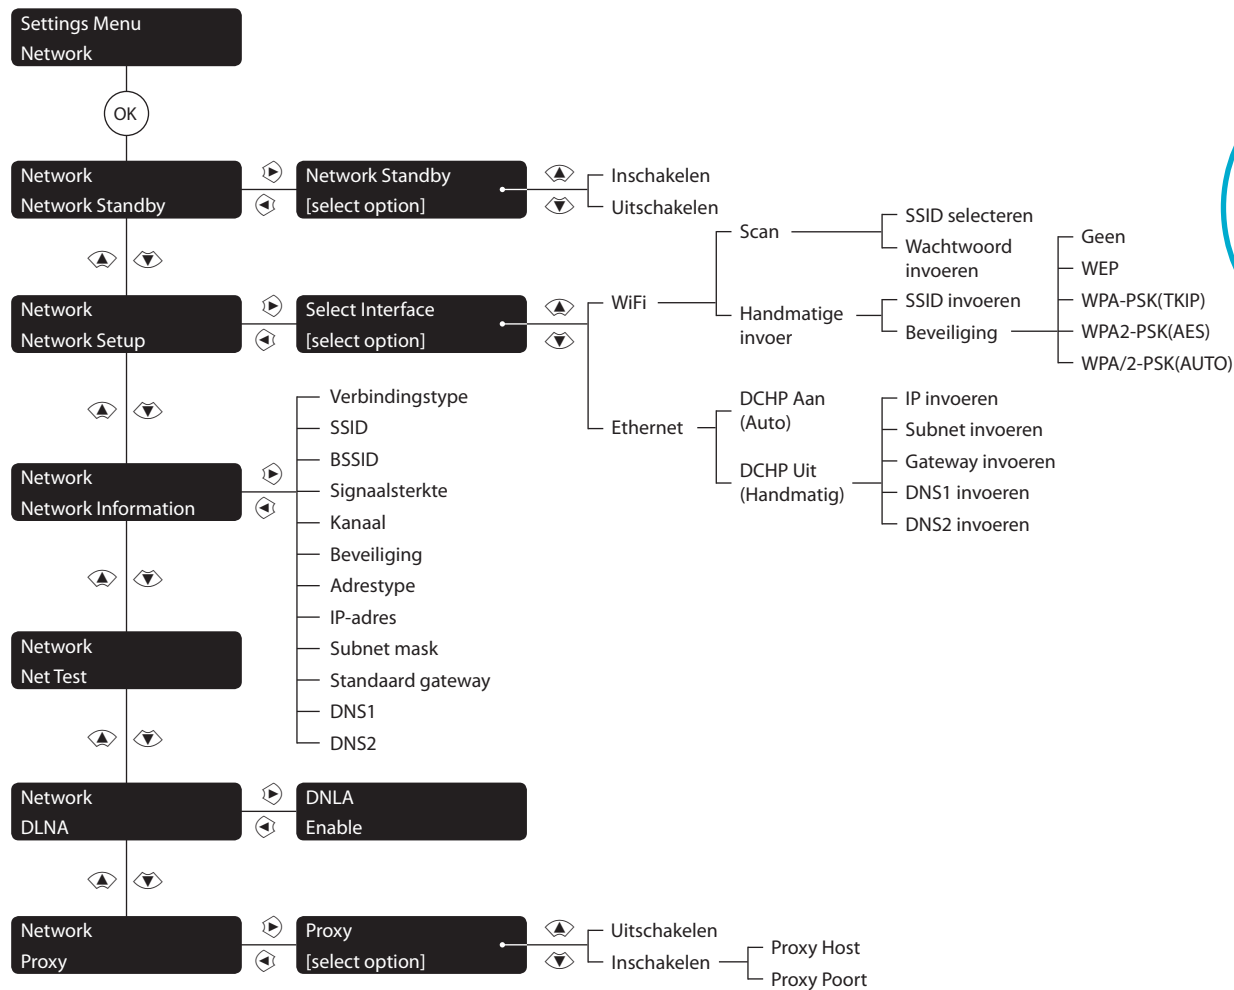 Settings Menu
Network
OK
Network
Network Standby
Network Standby
[select option]
Inschakelen
Uitschakelen
Network
Network Setup
Select Interface
[select option]
WiFi
Scan
SSID selecteren
Wachtwoord
invoeren
Handmatige
invoer
SSID invoeren
Beveiliging
Geen
WEP
WPA-PSK(TKIP)
WPA2-PSK(AES)
WPA/2-PSK(AUTO)
Ethernet
DCHP Aan
(Auto)
DCHP Uit
(Handmatig)
IP invoeren
Subnet invoeren
Gateway invoeren
DNS1 invoeren
DNS2 invoeren
Network
Network Information
Verbindingstype
SSID
BSSID
Signaalsterkte
Kanaal
Beveiliging
Adrestype
IP-adres
Subnet mask
Standaard gateway
DNS1
DNS2
Network
Net Test
Network
DLNA
DNLA
Enable
Network
Proxy
Proxy
[select option]
Uitschakelen
Inschakelen
Proxy Host
Proxy Poort